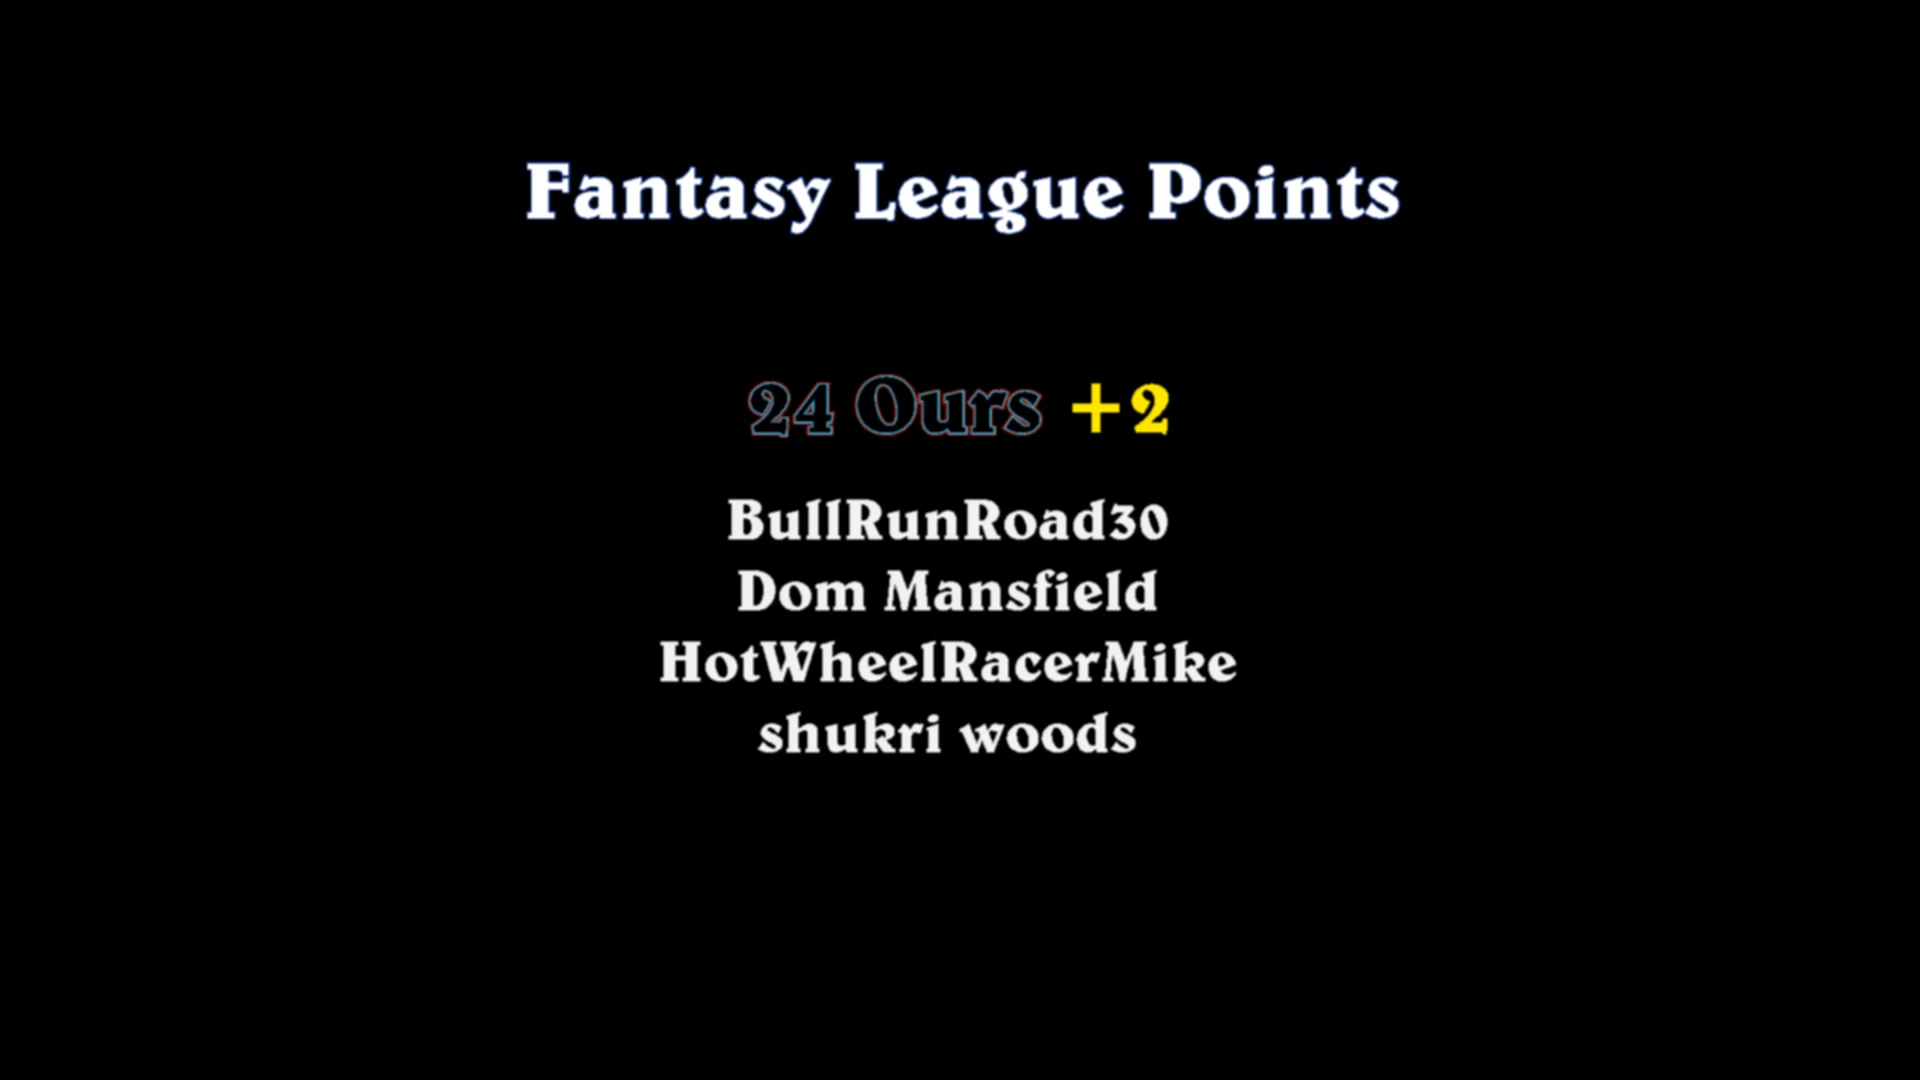 Fantasy League Points
24 Ours +2
BullRunRoad30
Dom Mansfield
HotWheelRacerMike
shukri woods